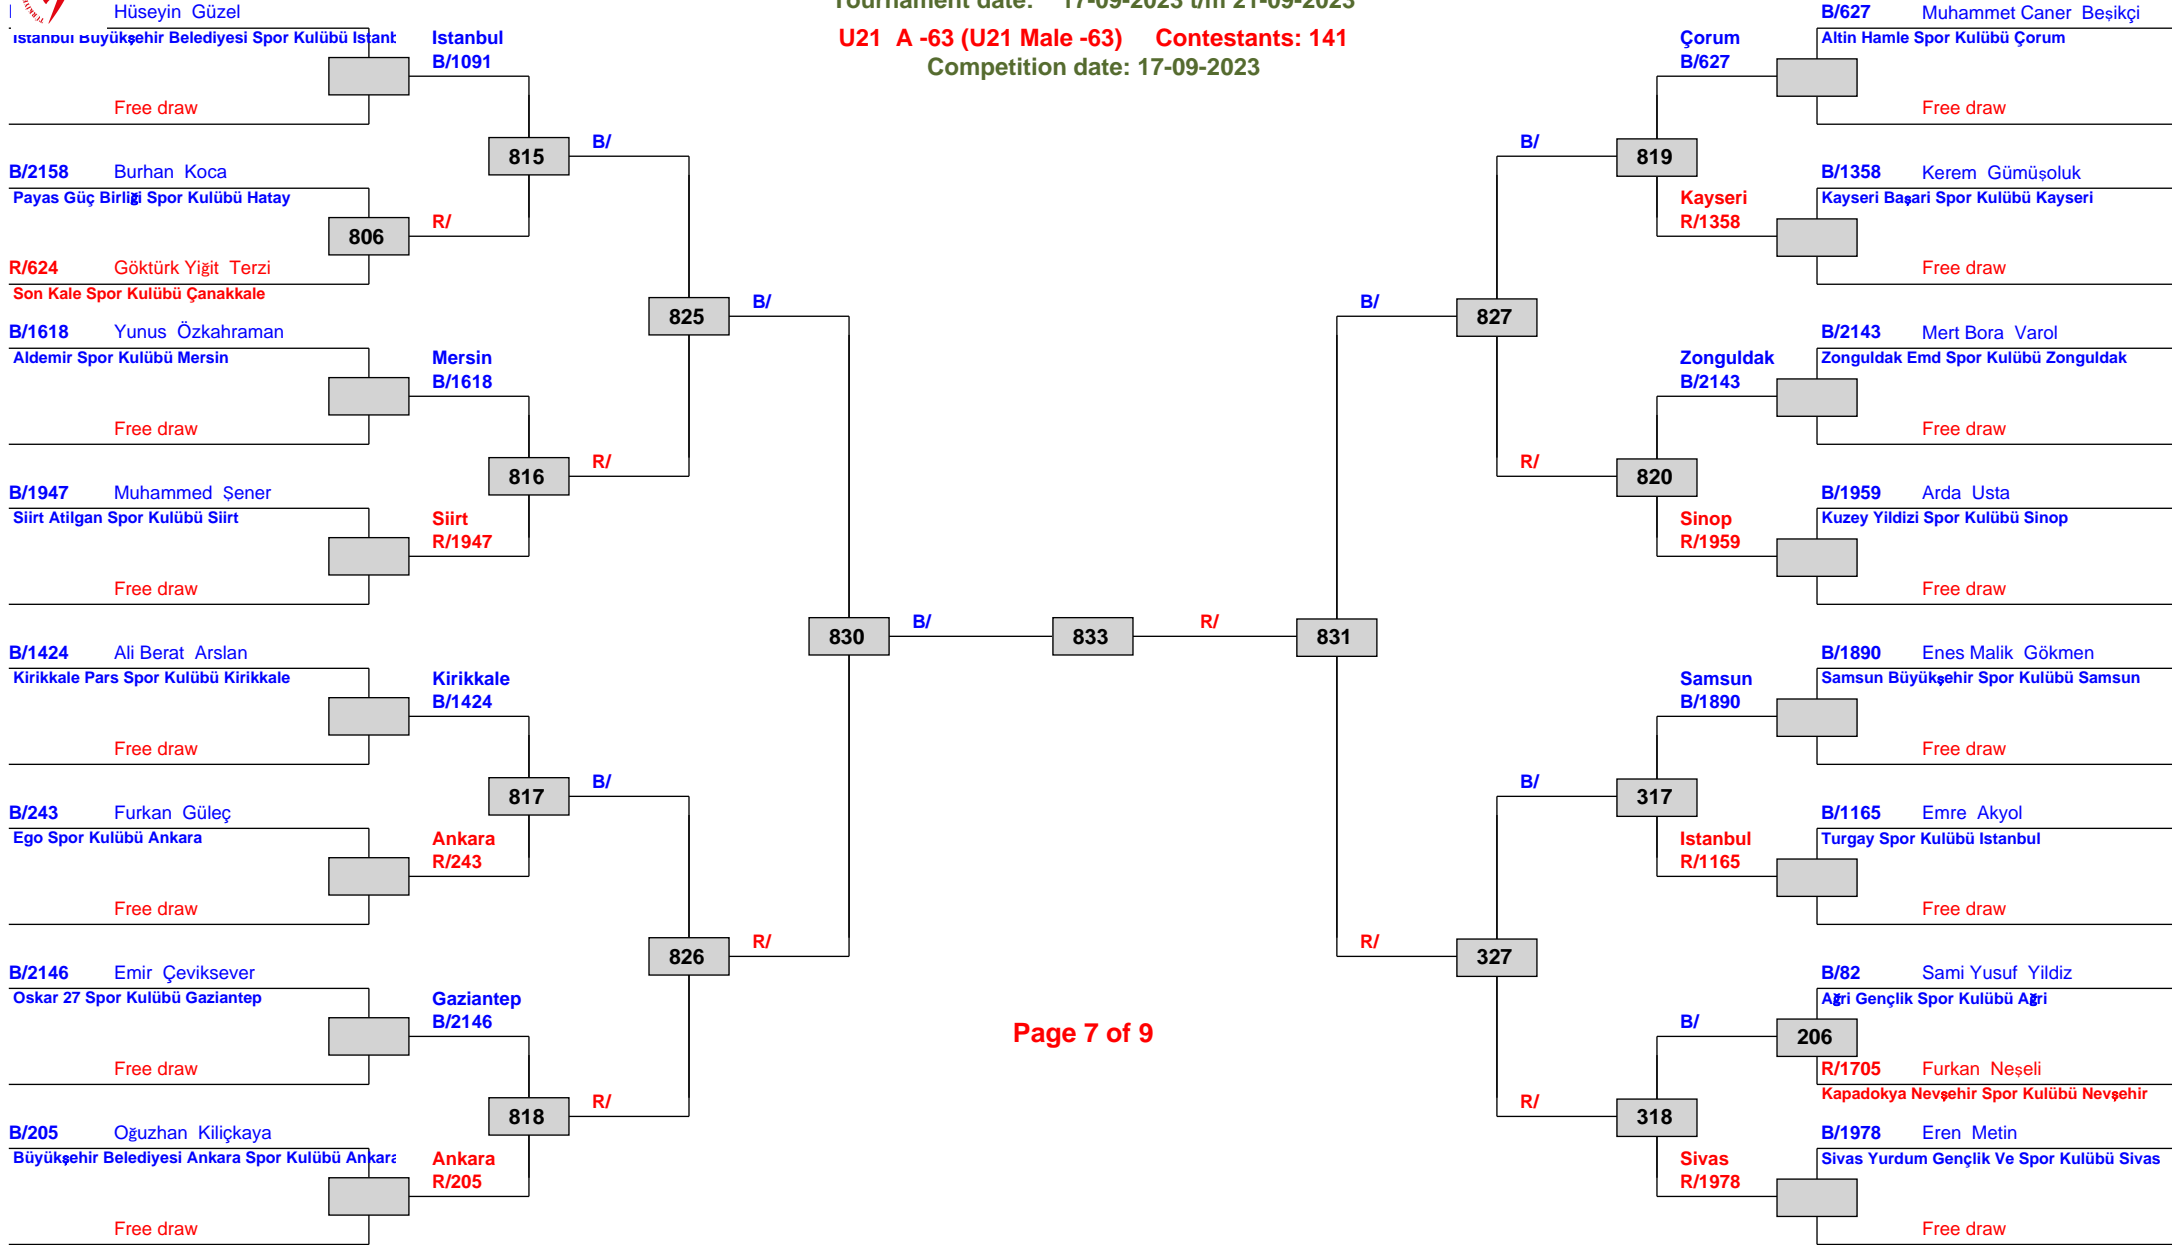 Tournament date: 17-09-2023 t/m 21-09-2023
U21 A -63 (U21 Male -63) Contestants: 141
Competition date: 17-09-2023
Hüseyin Güzel
Istanbul Büyükşehir Belediyesi Spor Kulübü Istanb
Free draw
B/2158 Burhan Koca
Payas Güç Birliği Spor Kulübü Hatay
R/624 Göktürk Yiğit Terzi
Son Kale Spor Kulübü Çanakkale
B/1618 Yunus Özkahraman
Aldemir Spor Kulübü Mersin
Free draw
B/1947 Muhammed Şener
Siirt Atilgan Spor Kulübü Siirt
Free draw
B/1424 Ali Berat Arslan
Kirikkale Pars Spor Kulübü Kirikkale
Free draw
B/243 Furkan Güleç
Ego Spor Kulübü Ankara
Free draw
B/2146 Emir Çeviksever
Oskar 27 Spor Kulübü Gaziantep
Free draw
B/205 Oğuzhan Kiliçkaya
Büyükşehir Belediyesi Ankara Spor Kulübü Ankara
Free draw
806
Istanbul
B/1091
815
R/
Mersin
B/1618
816
Siirt
R/1947
Kirikkale
B/1424
817
Ankara
R/243
Gaziantep
B/2146
818
Ankara
R/205
B/
825
R/
B/
826
R/
B/
830
R/
B/
833
R/
831
B/
827
R/
327
B/
819
R/
820
B/
317
R/
318
Çorum
B/627
Kayseri
R/1358
Zonguldak
B/2143
Sinop
R/1959
Samsun
B/1890
Istanbul
R/1165
B/
206
Sivas
R/1978
B/627 Muhammet Caner Beşikçi
Altin Hamle Spor Kulübü Çorum
Free draw
B/1358 Kerem Gümüşoluk
Kayseri Başari Spor Kulübü Kayseri
Free draw
B/2143 Mert Bora Varol
Zonguldak Emd Spor Kulübü Zonguldak
Free draw
B/1959 Arda Usta
Kuzey Yildizi Spor Kulübü Sinop
Free draw
B/1890 Enes Malik Gökmen
Samsun Büyükşehir Spor Kulübü Samsun
Free draw
B/1165 Emre Akyol
Turgay Spor Kulübü Istanbul
Free draw
B/82 Sami Yusuf Yildiz
Ağri Gençlik Spor Kulübü Ağri
R/1705 Furkan Neşeli
Kapadokya Nevşehir Spor Kulübü Nevşehir
B/1978 Eren Metin
Sivas Yurdum Gençlik Ve Spor Kulübü Sivas
Free draw
Page 7 of 9